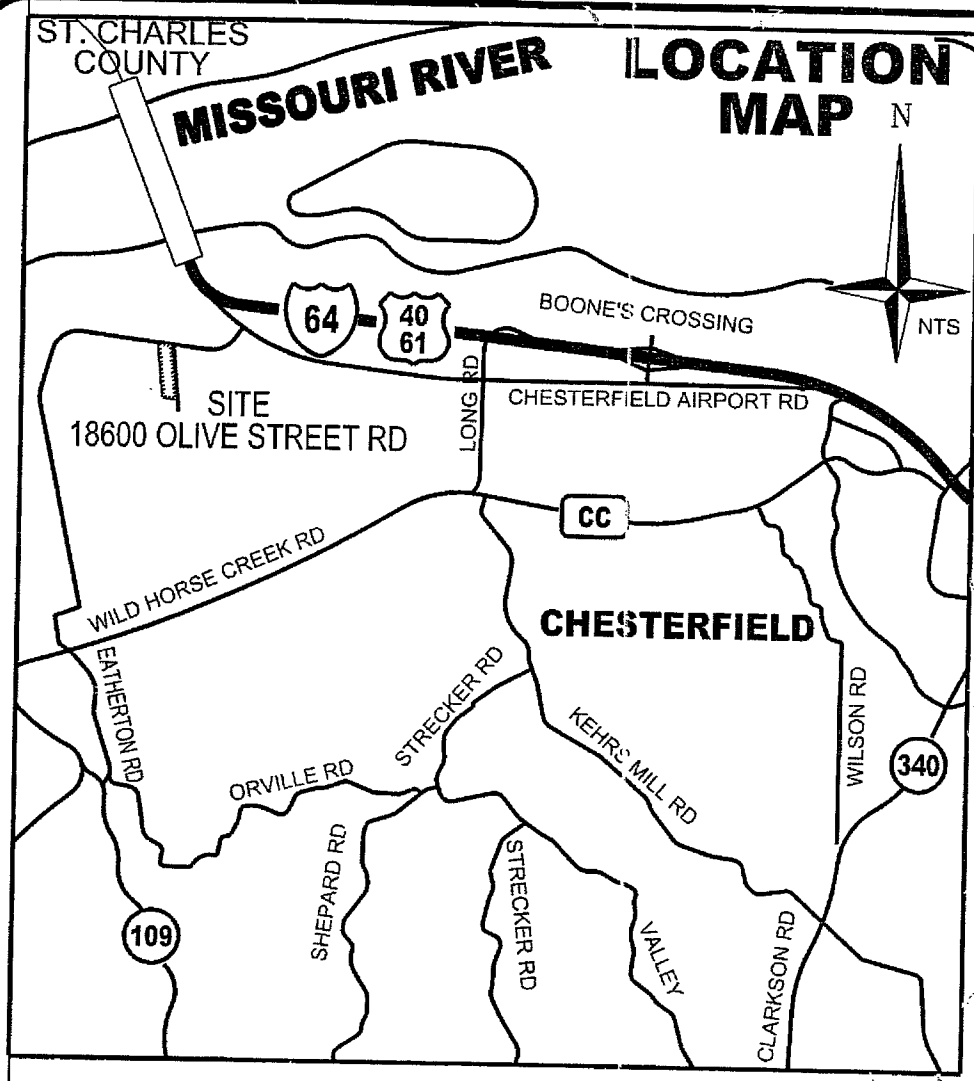 ST. CHARLES
COUNTY
MISSOURI RIVER
LOCATION
MAP
N
NTS
64
40
61
BOONE'S CROSSING
LONG RD
CHESTERFIELD AIRPORT RD
SITE
18600 OLIVE STREET RD
CC
WILD HORSE CREEK RD
CHESTERFIELD
EATHERTON RD
STRECKER RD
KEHRS MILL RD
WILSON RD
340
ORVILLE RD
SHEPARD RD
STRECKER RD
109
VALLEY
CLARKSON RD